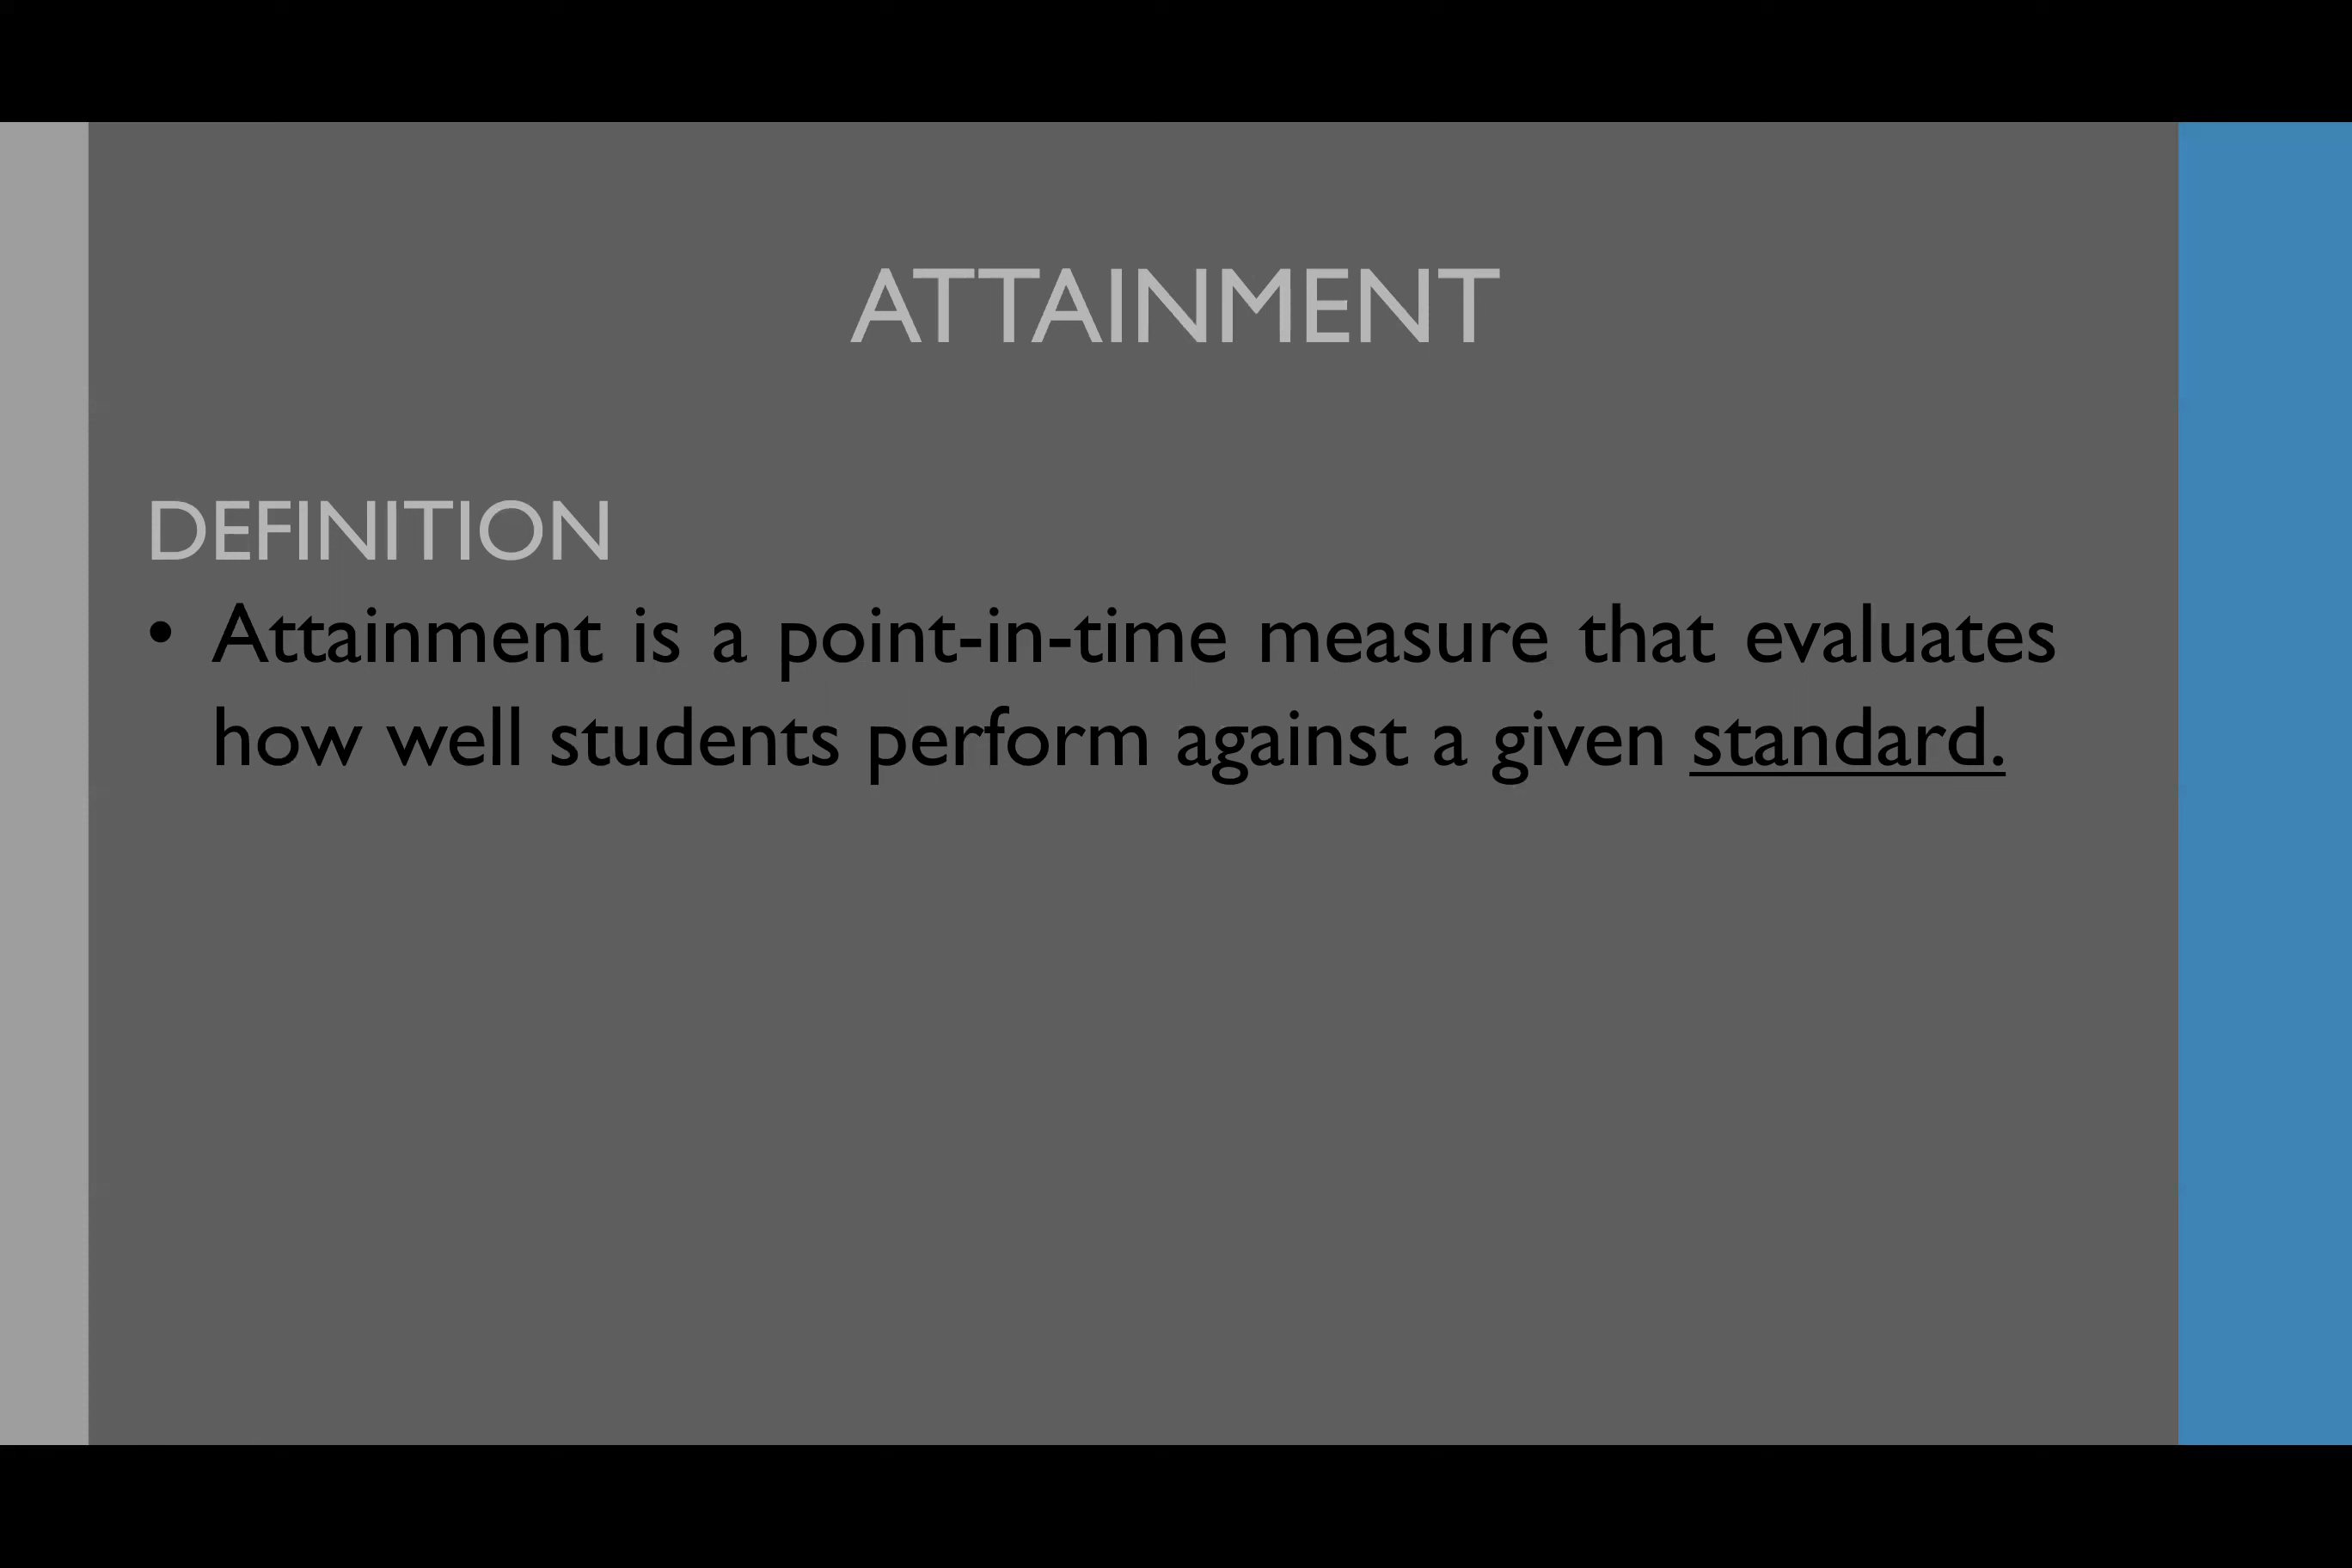 ATTAINMENT
DEFINITION
• Attainment is a point-in-time measure that evaluates
how well students perform against a given standard.